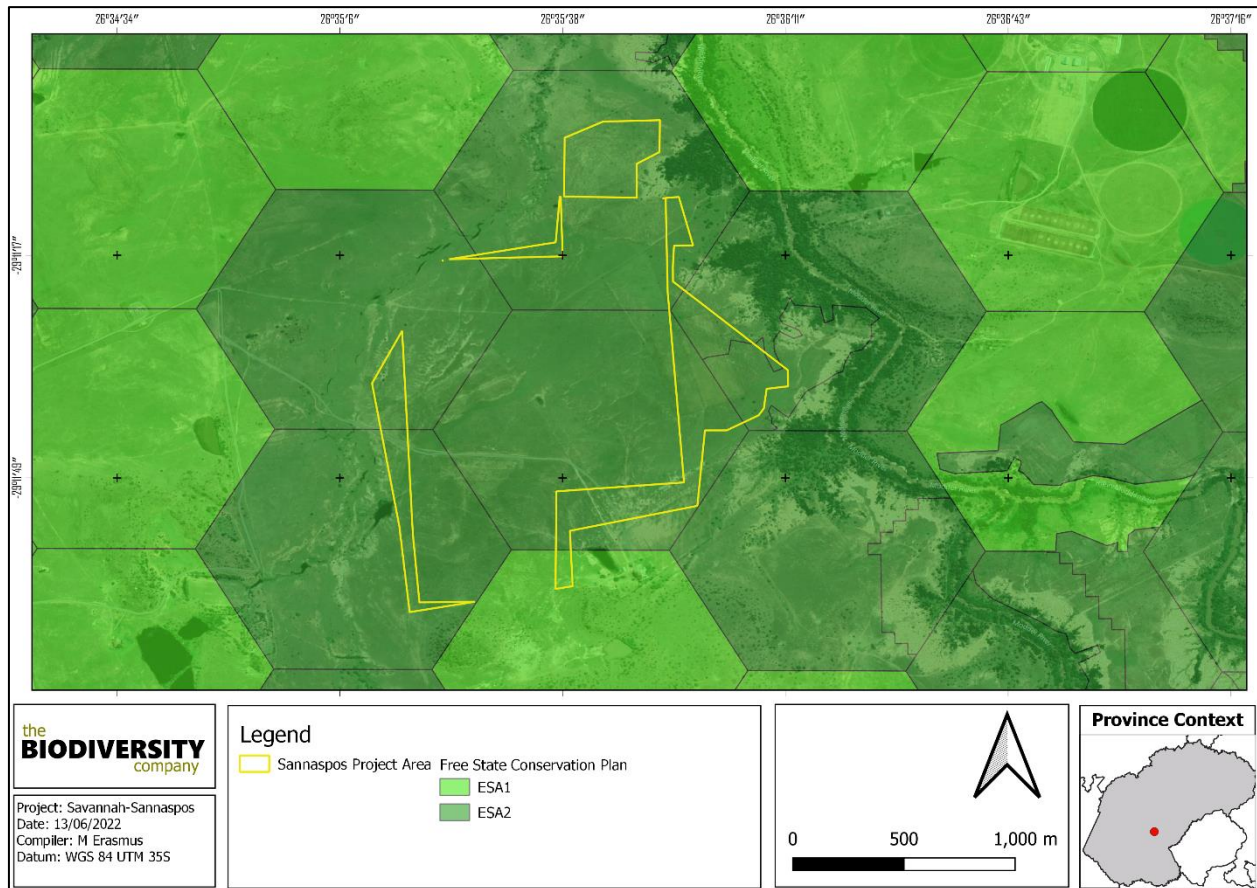 26°34'34" 26°35'6" 26°35'38" 26°36'11" 26°36'43" 26°37'16"
-29°11'17"
-29°11'49"
the
BIODIVERSITY
company
Project: Savannah-Sannaspos
Date: 13/06/2022
Compiler: M Erasmus
Datum: WGS 84 UTM 35S
Legend
Sannaspos Project Area
Free State Conservation Plan
ESA1
ESA2
0 500 1,000 m
Province Context